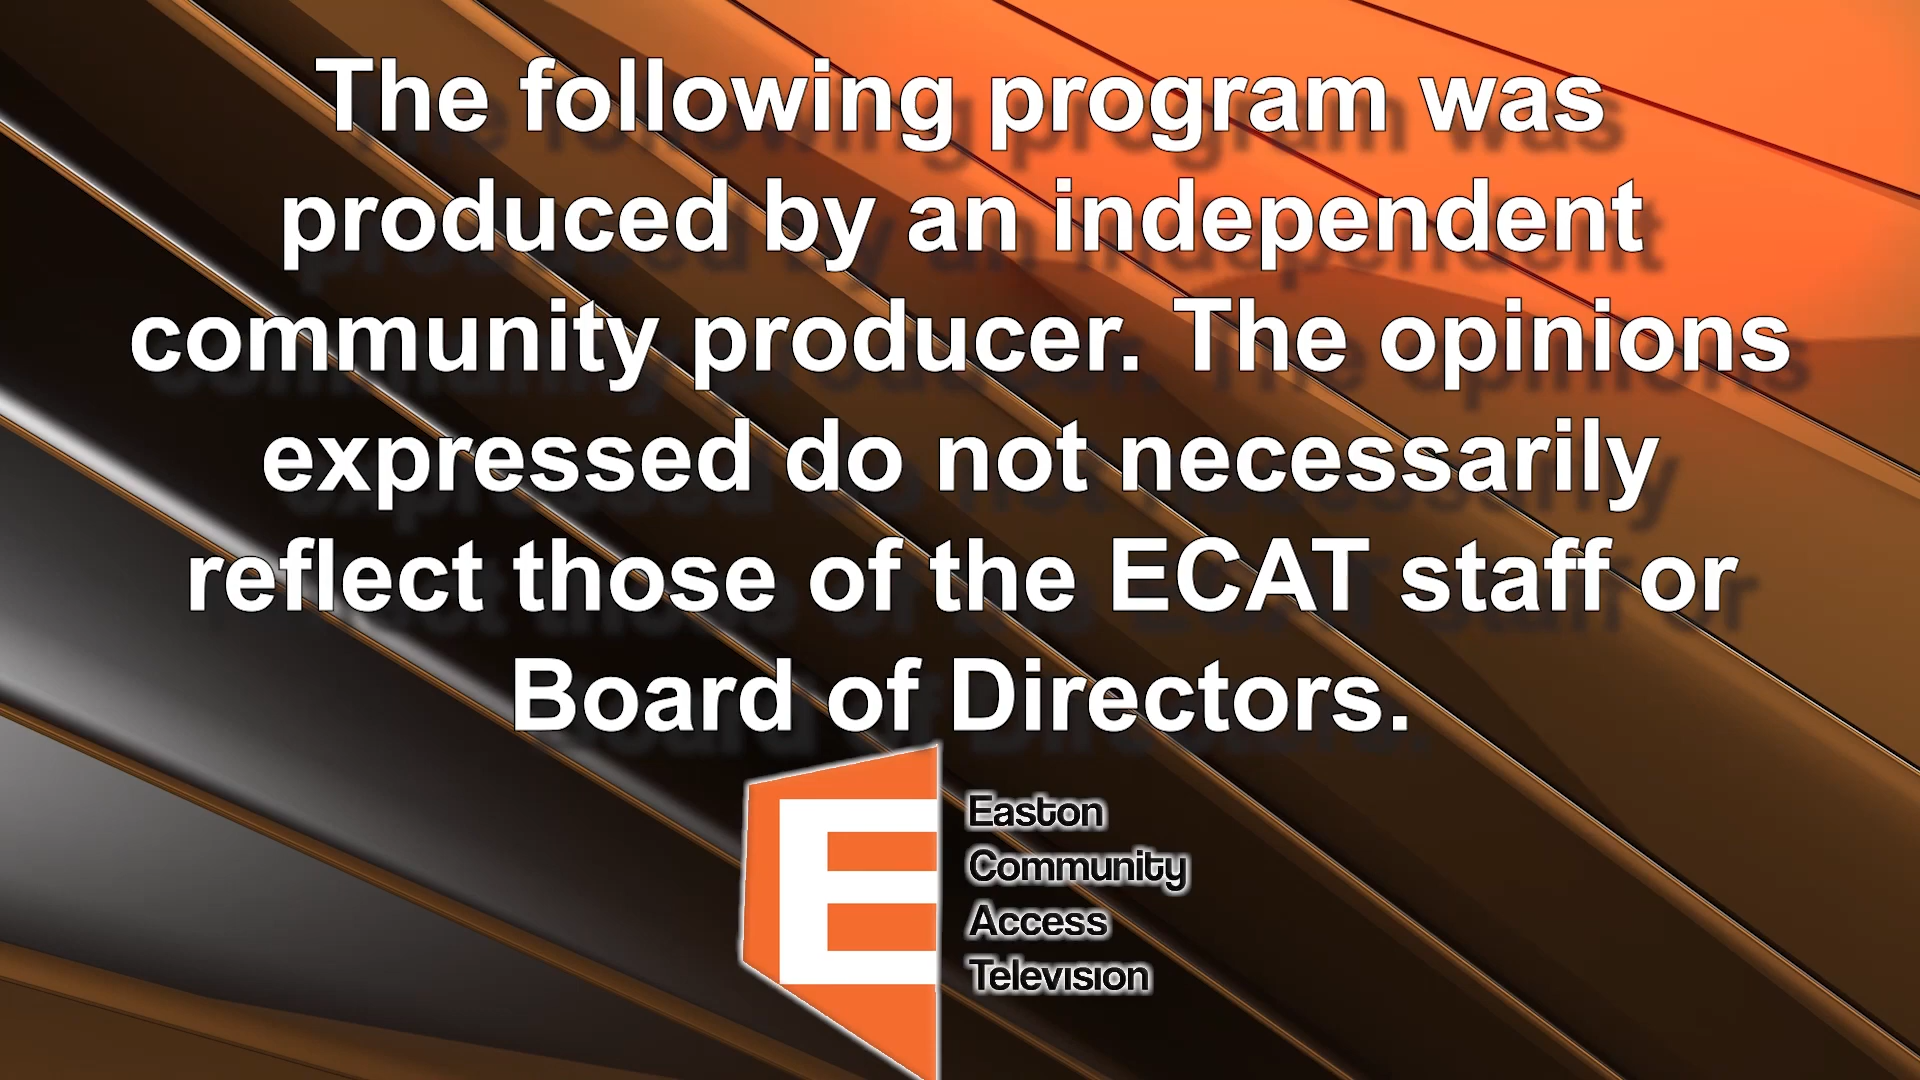 The following program was
produced by an independent
community producer. The opinions
expressed do not necessarily
reflect those of the ECAT staff or
Board of Directors.
E
Easton
Community
Access
Television